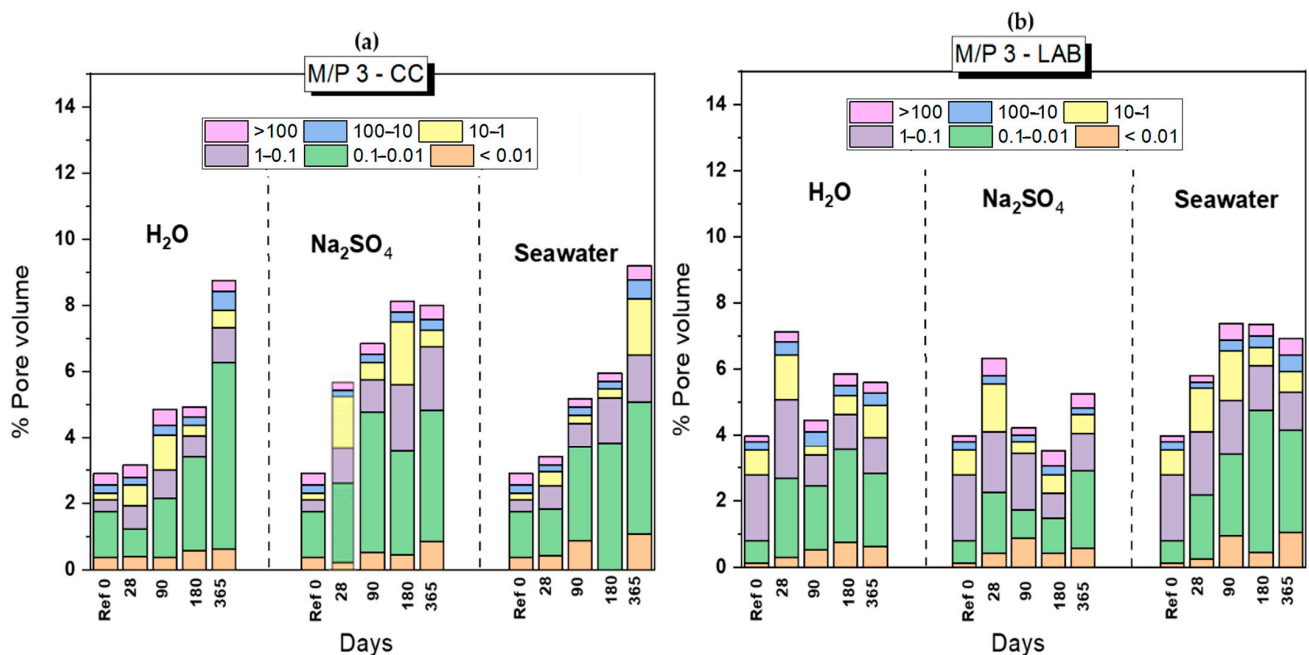 (a)
M/P 3 - CC
>100 100–10 10–1
1–0.1 0.1–0.01 < 0.01
H₂O
Na₂SO₄
Seawater
14
12
10
8
6
4
2
0
% Pore volume
Ref 0 28 90 180 365 Ref 0 28 90 180 365 Ref 0 28 90 180 365
Days
(b)
M/P 3 - LAB
>100 100–10 10–1
1–0.1 0.1–0.01 < 0.01
H₂O
Na₂SO₄
Seawater
14
12
10
8
6
4
2
0
% Pore volume
Ref 0 28 90 180 365 Ref 0 28 90 180 365 Ref 0 28 90 180 365
Days